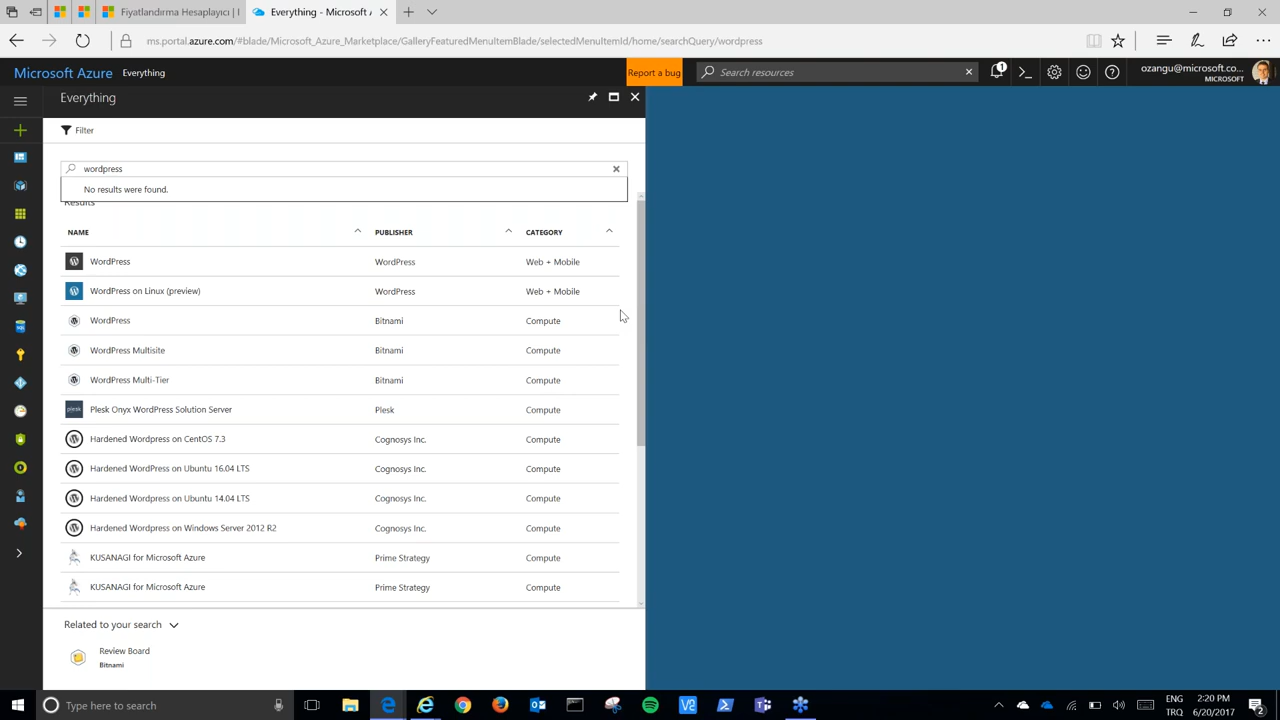 Fiyatlandırma Hesaplayıcı |
Everything - Microsoft A
ms.portal.azure.com/#blade/Microsoft_Azure_Marketplace/GalleryFeaturedMenuItemBlade/selectedMenuItemId/home/searchQuery/wordpress
Microsoft Azure Everything
Report a bug
Search resources
1
ozangu@microsoft.co...
MICROSOFT
Everything
Filter
wordpress
No results were found.
Results
NAME PUBLISHER CATEGORY
WordPress WordPress Web + Mobile
WordPress on Linux (preview) WordPress Web + Mobile
WordPress Bitnami Compute
WordPress Multisite Bitnami Compute
WordPress Multi-Tier Bitnami Compute
Plesk Onyx WordPress Solution Server Plesk Compute
Hardened Wordpress on CentOS 7.3 Cognosys Inc. Compute
Hardened WordPress on Ubuntu 16.04 LTS Cognosys Inc. Compute
Hardened Wordpress on Ubuntu 14.04 LTS Cognosys Inc. Compute
Hardened Wordpress on Windows Server 2012 R2 Cognosys Inc. Compute
KUSANAGI for Microsoft Azure Prime Strategy Compute
KUSANAGI for Microsoft Azure Prime Strategy Compute
Related to your search
Review Board
Bitnami
Type here to search
ENG
TRQ
2:20 PM
6/20/2017
2